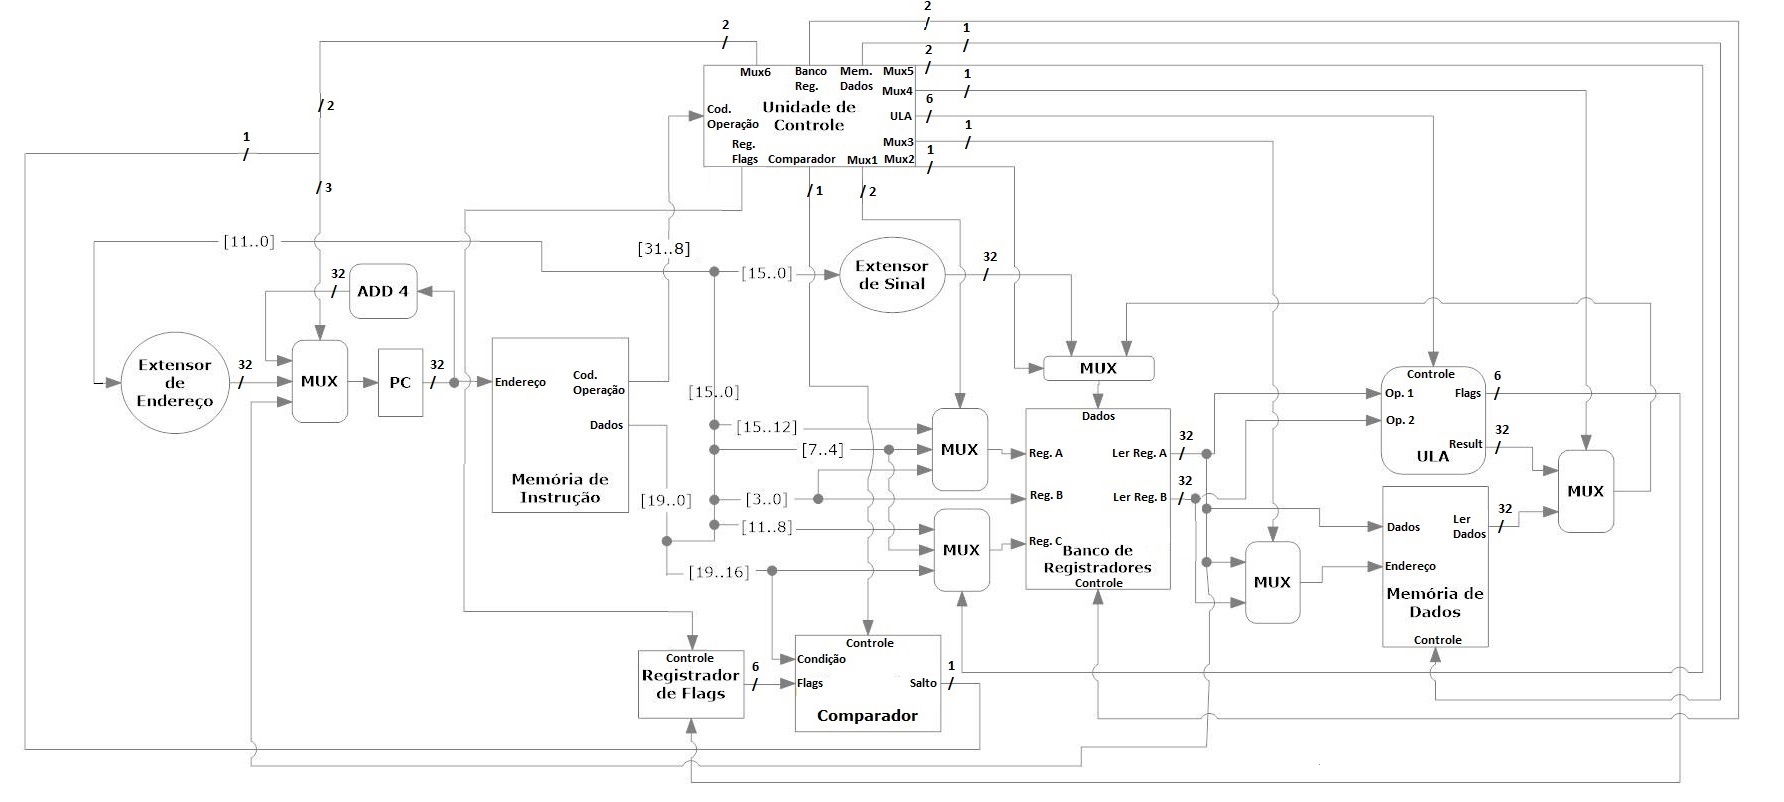 2
2
1
Mux6
Banco
Reg.
Mem.
Dados
Mux5
2
Mux4
1
ULA
6
Mux3
1
Mux2
1
Cod.
Operação
Unidade de
Controle
Reg.
Flags
Comparador
Mux1
/ 2
1
/ 3
/ 1
/ 2
[11..0]
[31..8]
[15..0]
Extensor
de Sinal
32
32
ADD 4
Extensor
de
Endereço
32
MUX
PC
32
Endereço
Cod.
Operação
Dados
Memória de
Instrução
[15..0]
[15..12]
[7..4]
[3..0]
[19..0]
[11..8]
[19..16]
MUX
MUX
MUX
Dados
Reg. A
Ler Reg. A
32
Reg. B
Ler Reg. B
32
Reg. C
Banco de
Registradores
Controle
Controle
Op. 1
Flags
6
Op. 2
Result
32
ULA
MUX
MUX
Dados
Ler
Dados
32
Endereço
Memória de
Dados
Controle
Controle
Registrador
de Flags
6
Controle
Condição
Flags
Salto
1
Comparador